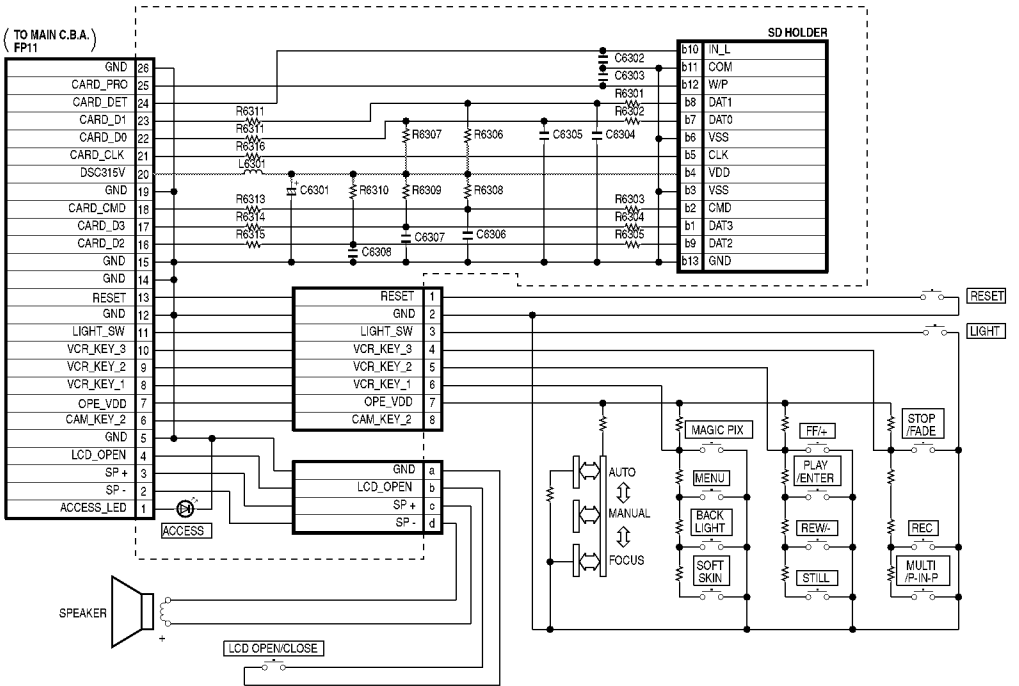 TO MAIN C.B.A.
FP11
GND 26
CARD_PRO 25
CARD_DET 24
CARD_D1 23
CARD_D0 22
CARD_CLK 21
DSC315V 20
GND 19
CARD_CMD 18
CARD_D3 17
CARD_D2 16
GND 15
GND 14
RESET 13
GND 12
LIGHT_SW 11
VCR_KEY_3 10
VCR_KEY_2 9
VCR_KEY_1 8
OPE_VDD 7
CAM_KEY_2 6
GND 5
LCD_OPEN 4
SP + 3
SP - 2
ACCESS_LED 1
ACCESS
R6311
R6311
R6316
L6301
R6313
R6314
R6315
+
C6301
R6310
C6308
R6307
R6309
C6307
R6306
R6308
C6306
C6305
C6304
C6302
C6303
R6301
R6302
R6303
R6304
R6305
SD HOLDER
b10 IN_L
b11 COM
b12 W/P
b8 DAT1
b7 DAT0
b6 VSS
b5 CLK
b4 VDD
b3 VSS
b2 CMD
b1 DAT3
b9 DAT2
b13 GND
RESET 1
GND 2
LIGHT_SW 3
VCR_KEY_3 4
VCR_KEY_2 5
VCR_KEY_1 6
OPE_VDD 7
CAM_KEY_2 8
GND a
LCD_OPEN b
SP + c
SP - d
RESET
LIGHT
AUTO
MANUAL
FOCUS
MAGIC PIX
MENU
BACK
LIGHT
SOFT
SKIN
FF/+
PLAY
/ENTER
REW/-
STILL
STOP
/FADE
REC
MULTI
/P-IN-P
SPEAKER
+
LCD OPEN/CLOSE